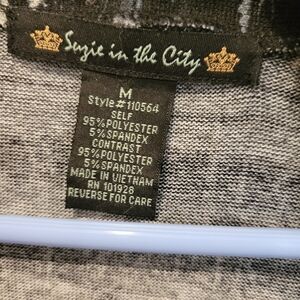 Suzie in the City
M
Style#110564
SELF
95%POLYESTER
5%SPANDEX
CONTRAST
95%POLYESTER
5%SPANDEX
MADE IN VIETNAM
RN 101928
REVERSE FOR CARE